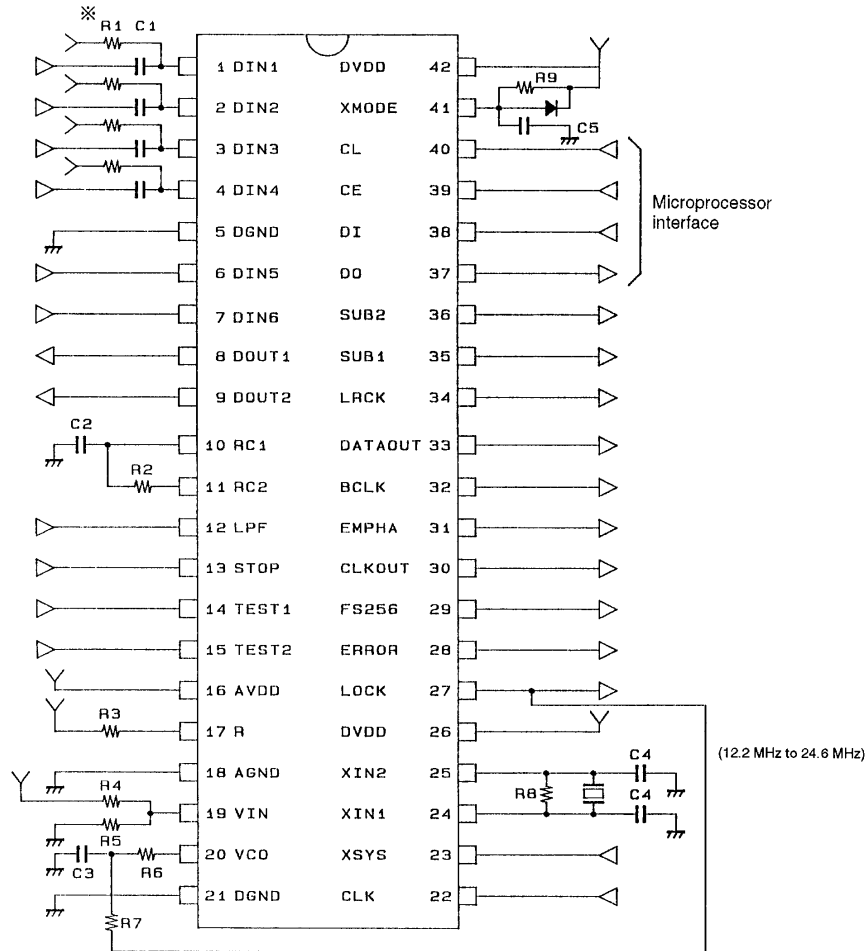 ※
R1 C1
1 DIN1 DVDD 42
R9
2 DIN2 XMODE 41
C5
3 DIN3 CL 40
4 DIN4 CE 39
Microprocessor
interface
5 DGND DI 38
6 DIN5 DO 37
7 DIN6 SUB2 36
8 DOUT1 SUB1 35
9 DOUT2 LRCK 34
C2
10 RC1 DATAOUT 33
R2
11 RC2 BCLK 32
12 LPF EMPHA 31
13 STOP CLKOUT 30
14 TEST1 FS256 29
15 TEST2 ERROR 28
16 AVDD LOCK 27
R3
17 R DVDD 26
(12.2 MHz to 24.6 MHz)
18 AGND XIN2 25
C4
R4
R8
C4
19 VIN XIN1 24
R5
20 VCO XSYS 23
C3
R6
21 DGND CLK 22
R7